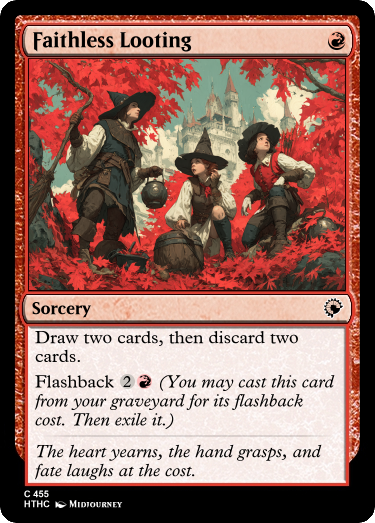 Faithless Looting
Sorcery
Draw two cards, then discard two
cards.
Flashback 2 (You may cast this card
from your graveyard for its flashback
cost. Then exile it.)
The heart yearns, the hand grasps, and
fate laughs at the cost.
C 455
HTHC Midjourney